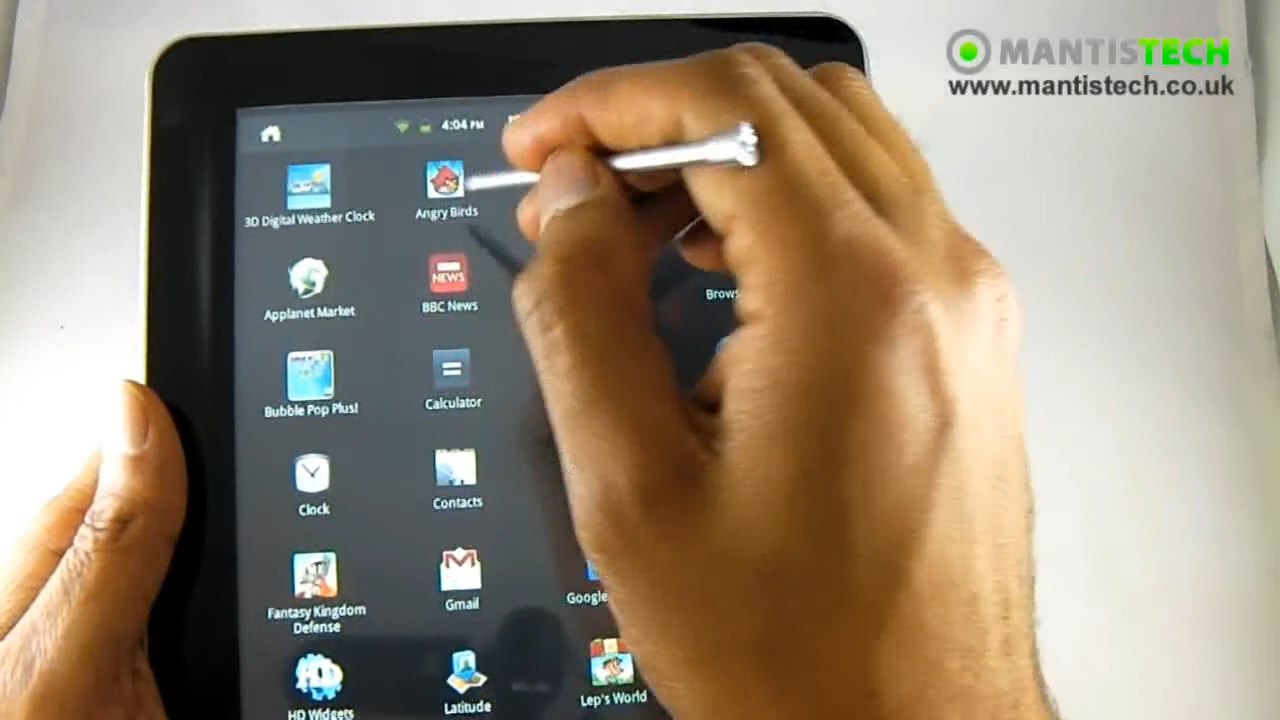 MANTISTECH
www.mantistech.co.uk
4:04 PM
3D Digital Weather Clock
Angry Birds
Applanet Market
NEWS
BBC News
Brows
Bubble Pop Plus!
Calculator
Clock
Contacts
Fantasy Kingdom
Defense
Gmail
Google
HD
HD Widgets
Latitude
Lep's World